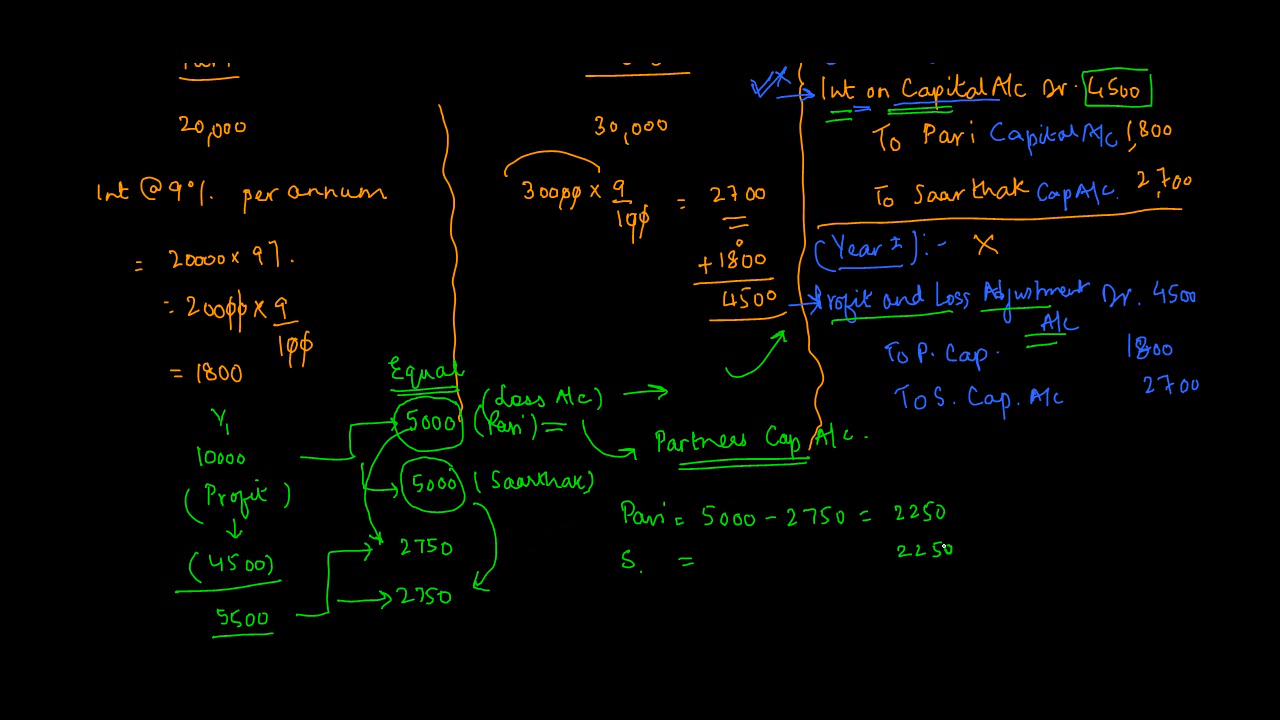 20,000
Int @ 9% per annum
= 20000 x 9%.
= 20000 x 9/100
= 1800
Y1
10000
(Profit)
(4500)
5500
Equal
5000 (Loss A/c)
(Pari) =
5000 (Saarthak)
2750
2750
30,000
30000 x 9/100 = 2700
+1800
4500
Partners Cap A/c.
Pari = 5000 - 2750 = 2250
S. = 2250
Int on Capital A/c Dr. 4500
To Pari Capital A/c 1,800
To Saarthak Cap A/c. 2,700
(Year I) :- X
Profit and Loss Adjustment Dr. 4500
A/c
To P. Cap. 1800
To S. Cap. A/c 2700